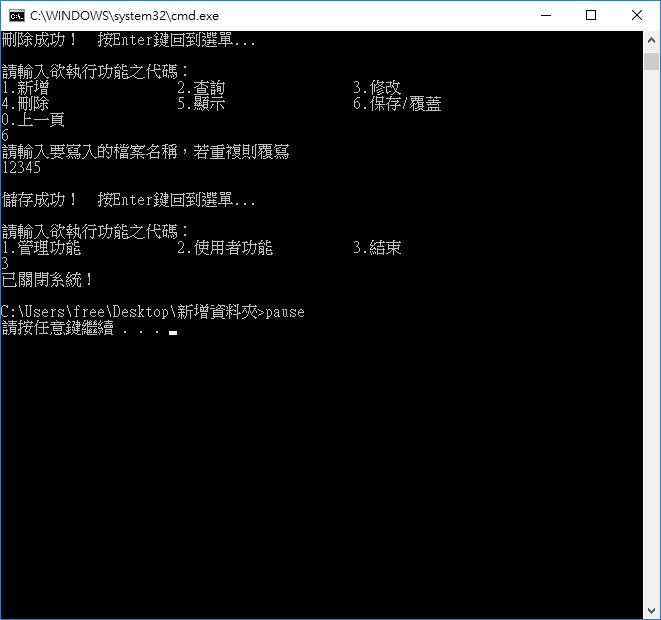 C:\WINDOWS\system32\cmd.exe
刪除成功！ 按Enter鍵回到選單...
請輸入欲執行功能之代碼：
1.新增 2.查詢 3.修改
4.刪除 5.顯示 6.保存/覆蓋
0.上一頁
6
請輸入要寫入的檔案名稱，若重複則覆寫
12345
儲存成功！ 按Enter鍵回到選單...
請輸入欲執行功能之代碼：
1.管理功能 2.使用者功能 3.結束
3
已關閉系統！
C:\Users\free\Desktop\新增資料夾>pause
請按任意鍵繼續 . . .